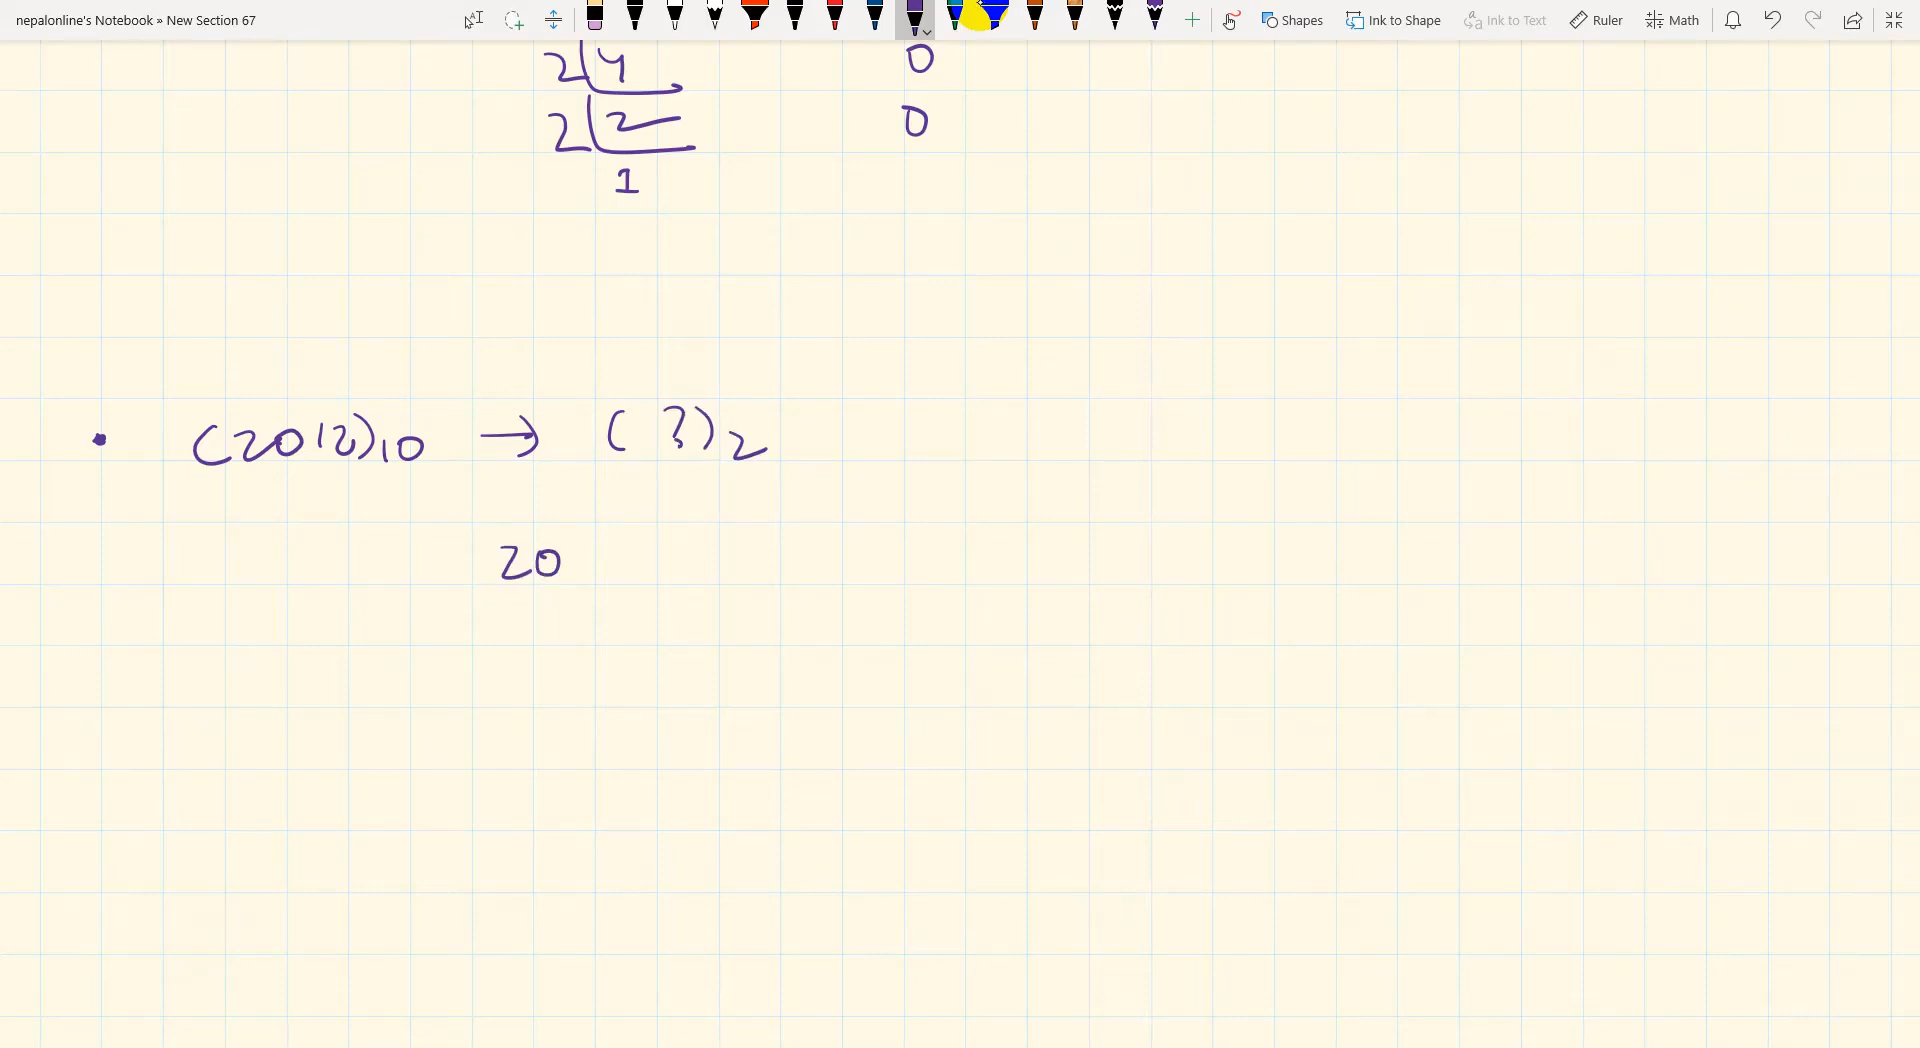 nepalonline's Notebook » New Section 67
Shapes Ink to Shape Ink to Text Ruler Math
2 4 0
2 2 0
1
• (2012)10 → ( ? )2
20